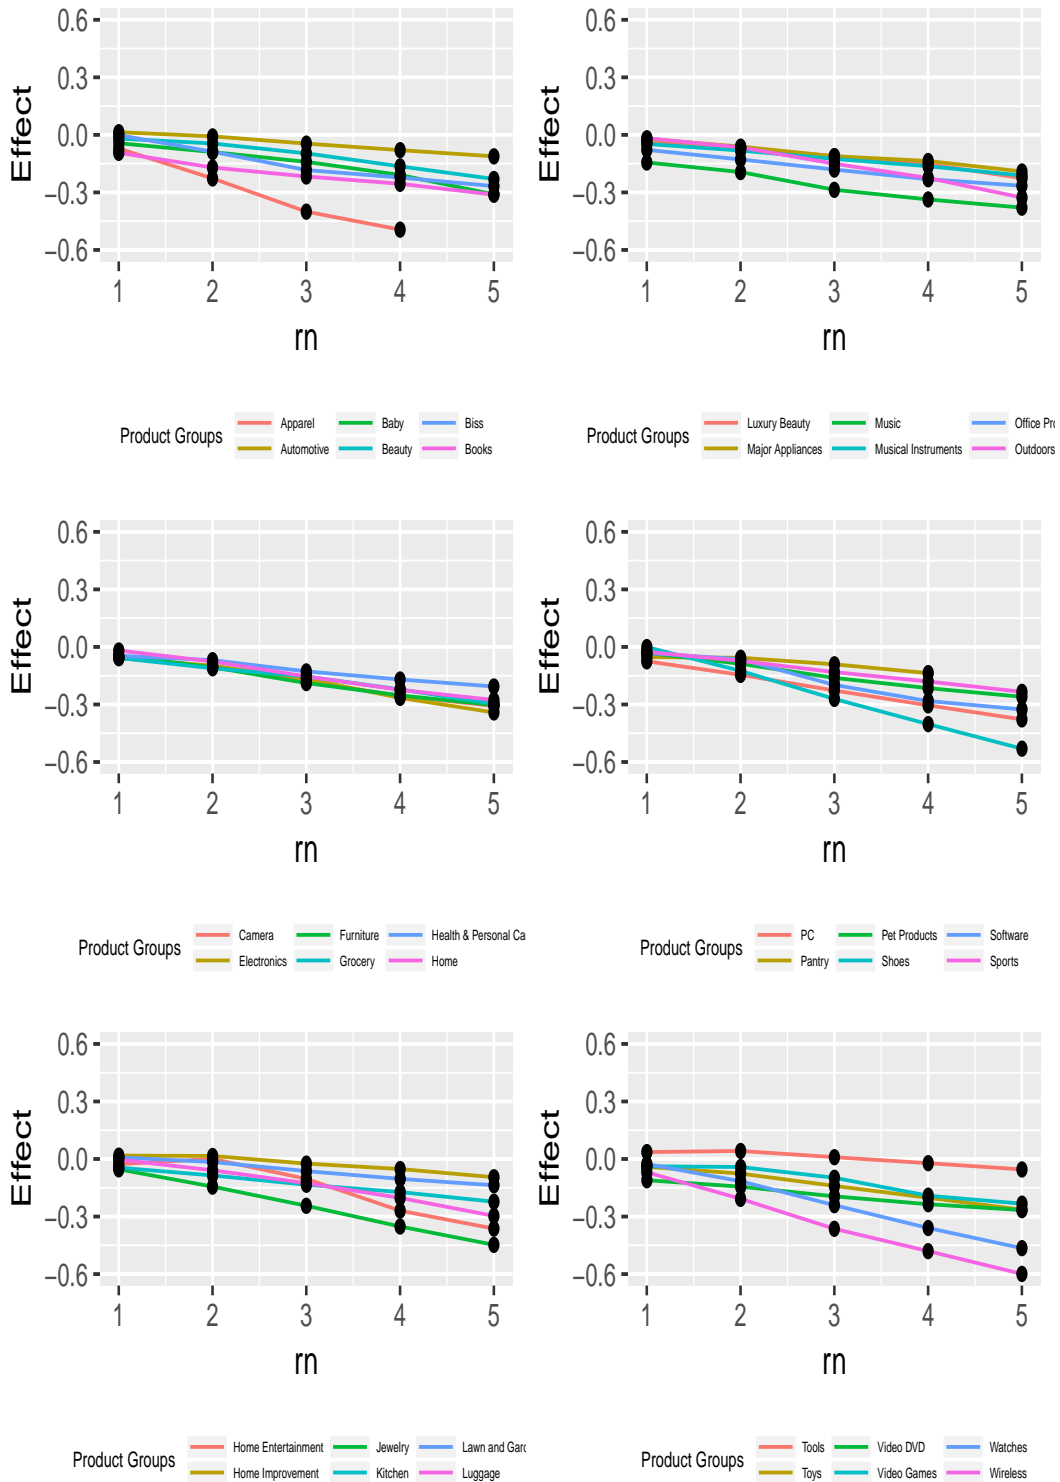 0.6
0.3
0.0
−0.3
−0.6
Effect
1 2 3 4 5
rn
Product Groups
Apparel Baby Biss
Automotive Beauty Books
0.6
0.3
0.0
−0.3
−0.6
Effect
1 2 3 4 5
rn
Product Groups
Luxury Beauty Music Office Pro
Major Appliances Musical Instruments Outdoors
0.6
0.3
0.0
−0.3
−0.6
Effect
1 2 3 4 5
rn
Product Groups
Camera Furniture Health & Personal Ca
Electronics Grocery Home
0.6
0.3
0.0
−0.3
−0.6
Effect
1 2 3 4 5
rn
Product Groups
PC Pet Products Software
Pantry Shoes Sports
0.6
0.3
0.0
−0.3
−0.6
Effect
1 2 3 4 5
rn
Product Groups
Home Entertainment Jewelry Lawn and Gard
Home Improvement Kitchen Luggage
0.6
0.3
0.0
−0.3
−0.6
Effect
1 2 3 4 5
rn
Product Groups
Tools Video DVD Watches
Toys Video Games Wireless